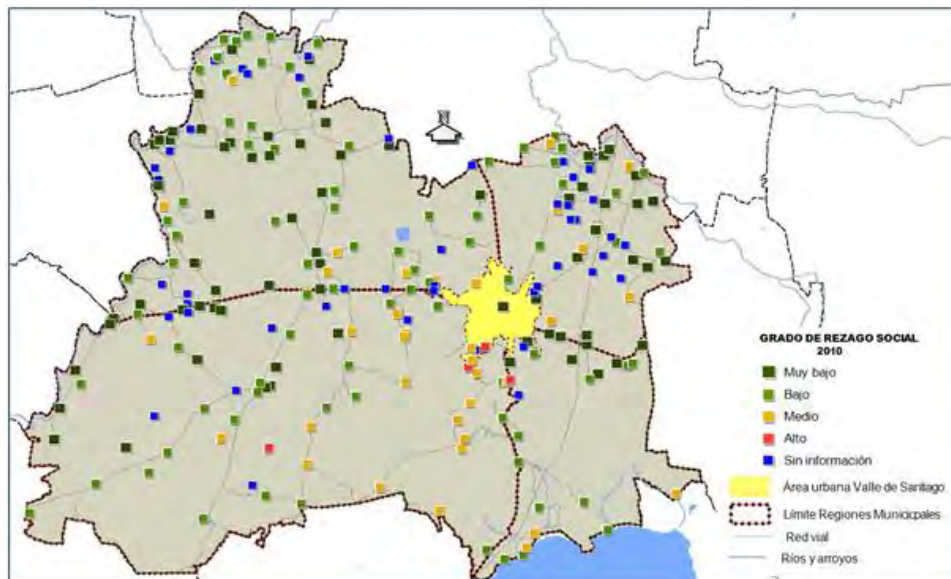 N
GRADO DE REZAGO SOCIAL
2010
Muy bajo
Bajo
Medio
Alto
Sin información
Área urbana Valle de Santiago
Límite Regiones Municicpales
Red vial
Ríos y arroyos